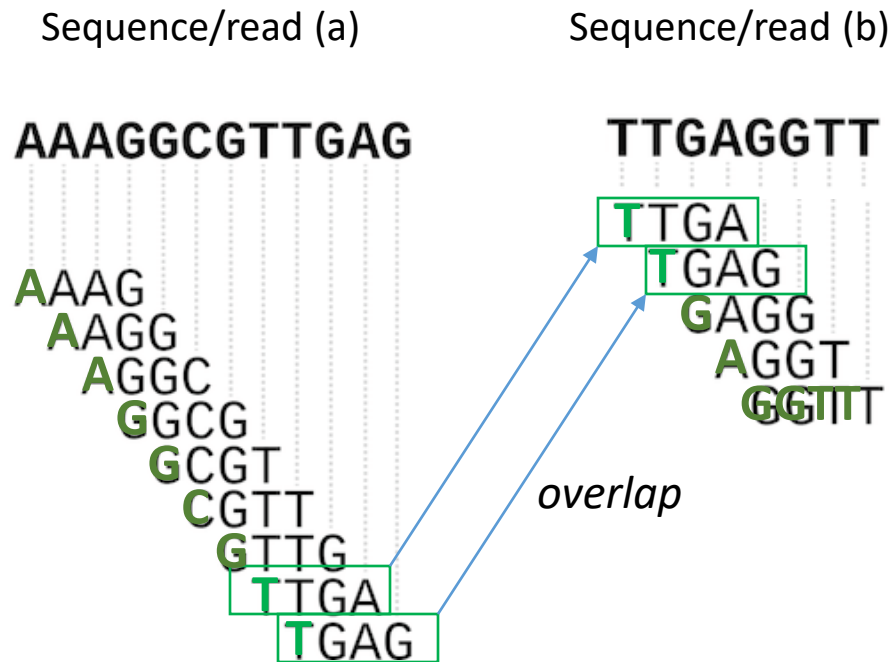 Sequence/read (a)
Sequence/read (b)
AAAGGCGTTGAG
TTGAGGTT
AAAG
AAGG
AGGC
GGCG
GCGT
CGTT
GTTG
TTGA
TGAG
TTGA
TGAG
GAGG
AGGT
GGTT
overlap